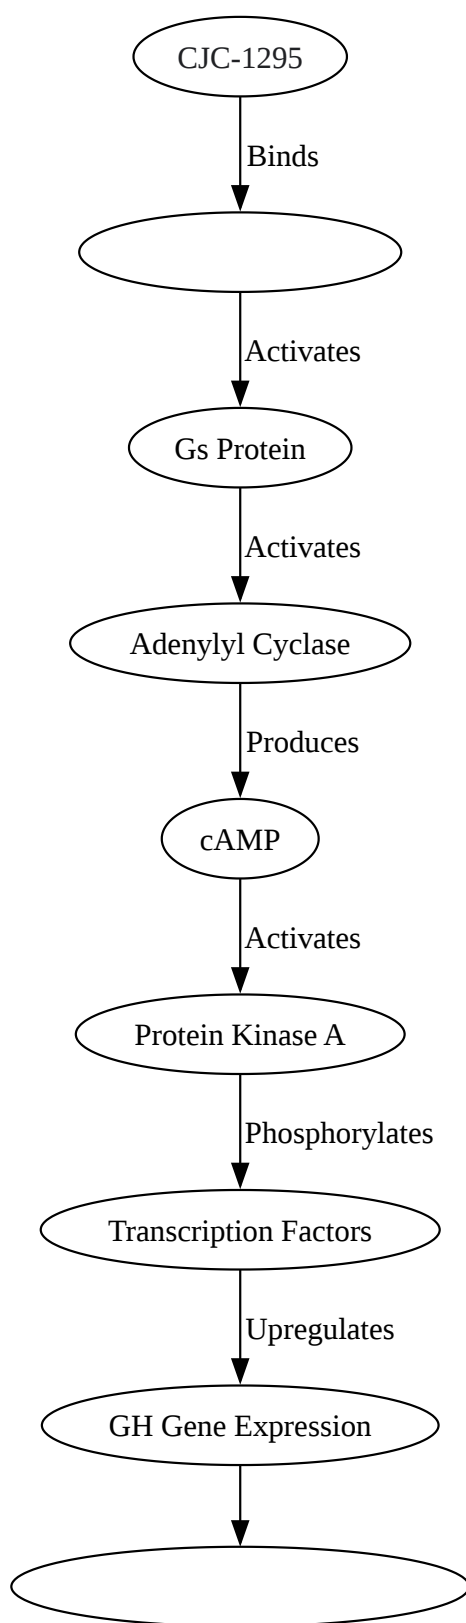 CJC-1295
Binds
Activates
Gs Protein
Activates
Adenylyl Cyclase
Produces
cAMP
Activates
Protein Kinase A
Phosphorylates
Transcription Factors
Upregulates
GH Gene Expression